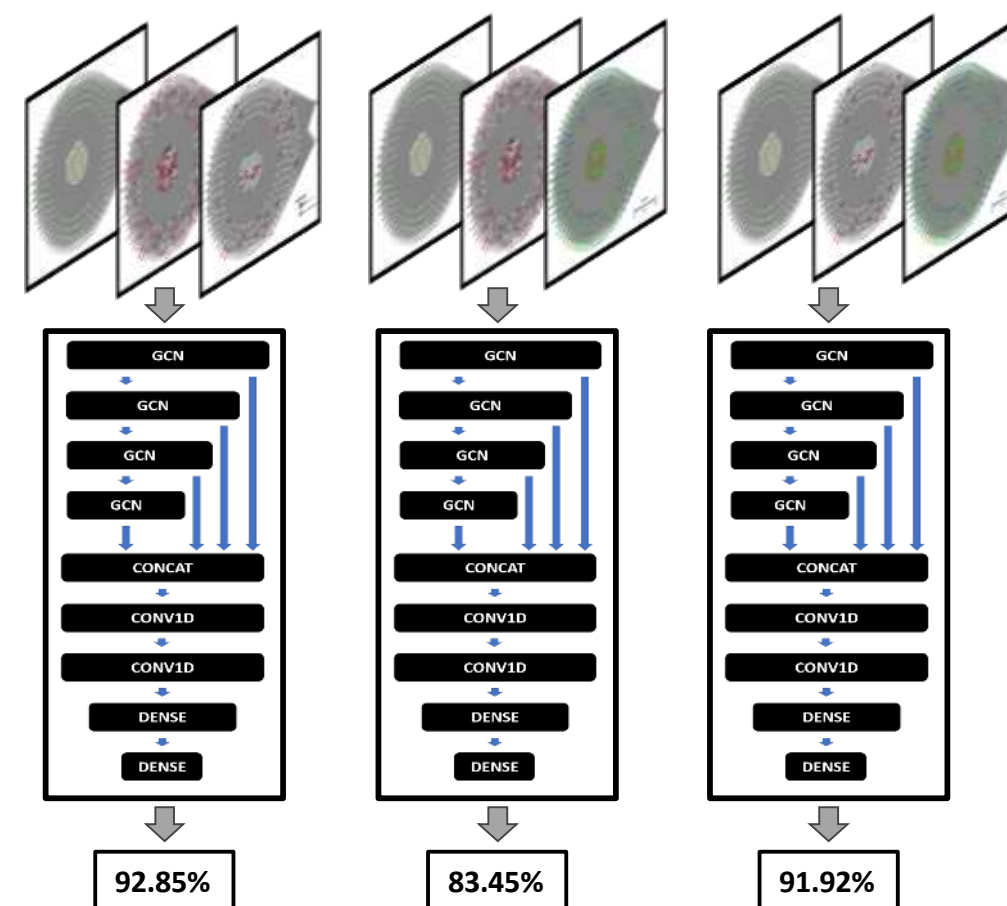 GCN
GCN
GCN
GCN
CONCAT
CONV1D
CONV1D
DENSE
DENSE
92.85%
GCN
GCN
GCN
GCN
CONCAT
CONV1D
CONV1D
DENSE
DENSE
83.45%
GCN
GCN
GCN
GCN
CONCAT
CONV1D
CONV1D
DENSE
DENSE
91.92%